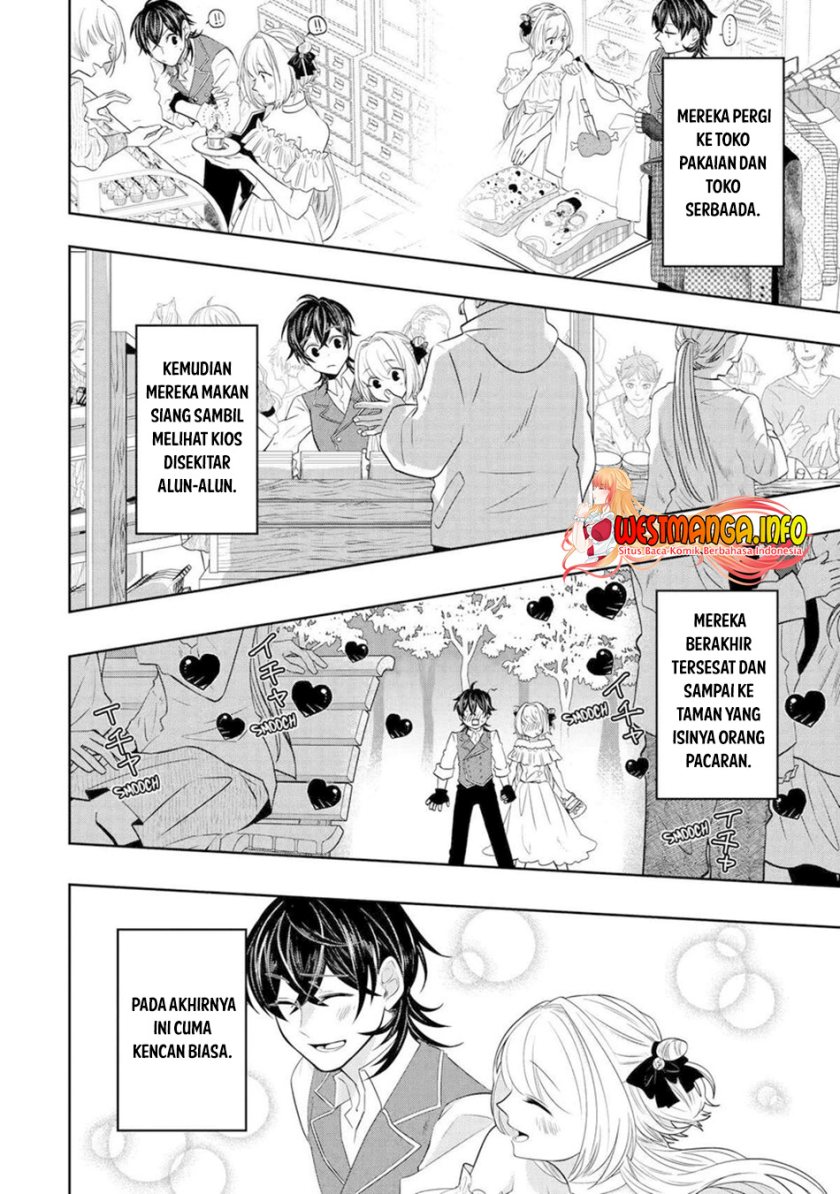 !!
!!
......
MEREKA PERGI
KE TOKO
PAKAIAN DAN
TOKO
SERBAADA.
KEMUDIAN
MEREKA MAKAN
SIANG SAMBIL
MELIHAT KIOS
DISEKITAR
ALUN-ALUN.
WESTMANGA.INFO
Situs Baca Komik Berbahasa Indonesia
MEREKA
BERAKHIR
TERSESAT DAN
SAMPAI KE
TAMAN YANG
ISINYA ORANG
PACARAN.
イチャ
SMOOCH
イチャ
SMOOCH
SMOOCH
イチャ
SMOOCH
イチャ
PADA AKHIRNYA
INI CUMA
KENCAN BIASA.